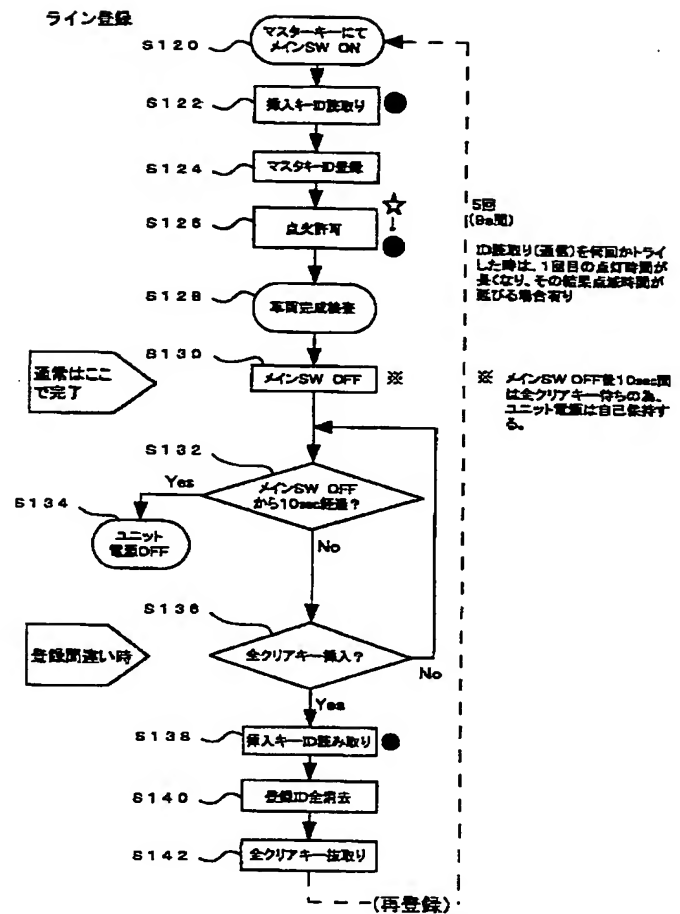 ライン登録
S120
マスターキーにて
メインSW ON
S122
挿入キーID読取り
S124
マスタキーID登録
S126
点火許可
5回
(9s間)
ID読取り(通信)を何回かトライ
した時は、1回目の点灯時間が
長くなり、その結果点滅時間が
延びる場合有り
S128
車両完成検査
S130
メインSW OFF
※
通常はここ
で完了
※ メインSW OFF後10sec間
は全クリアキー待ちの為、
ユニット電源は自己保持す
る。
S132
メインSW OFF
から10sec経過?
Yes
No
S134
ユニット
電源OFF
S136
登録間違い時
全クリアキー挿入?
No
Yes
S138
挿入キーID読み取り
S140
登録ID全消去
S142
全クリアキー抜取り
(再登録)